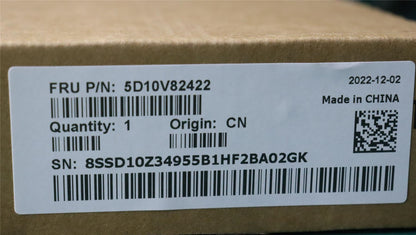 FRU P/N: 5D10V82422
2022-12-02
Made in CHINA
Quantity: 1 Origin: CN
SN: 8SSD10Z34955B1HF2BA02GK